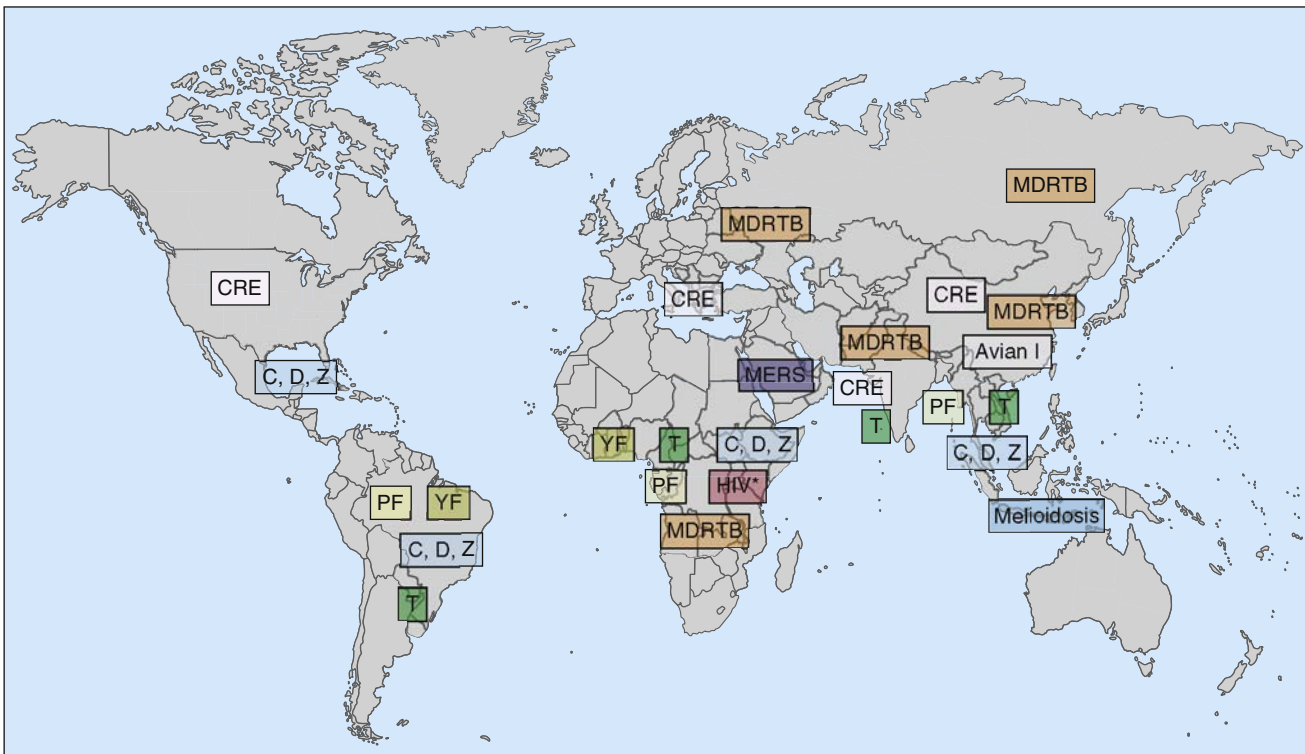 MDRTB
MDRTB
CRE
CRE
CRE
MDRTB
MDRTB
Avian I
C, D, Z
MERS
CRE
PF
T
T
YF
T
C, D, Z
C, D, Z
PF
HIV*
PF
YF
Melioidosis
MDRTB
C, D, Z
T